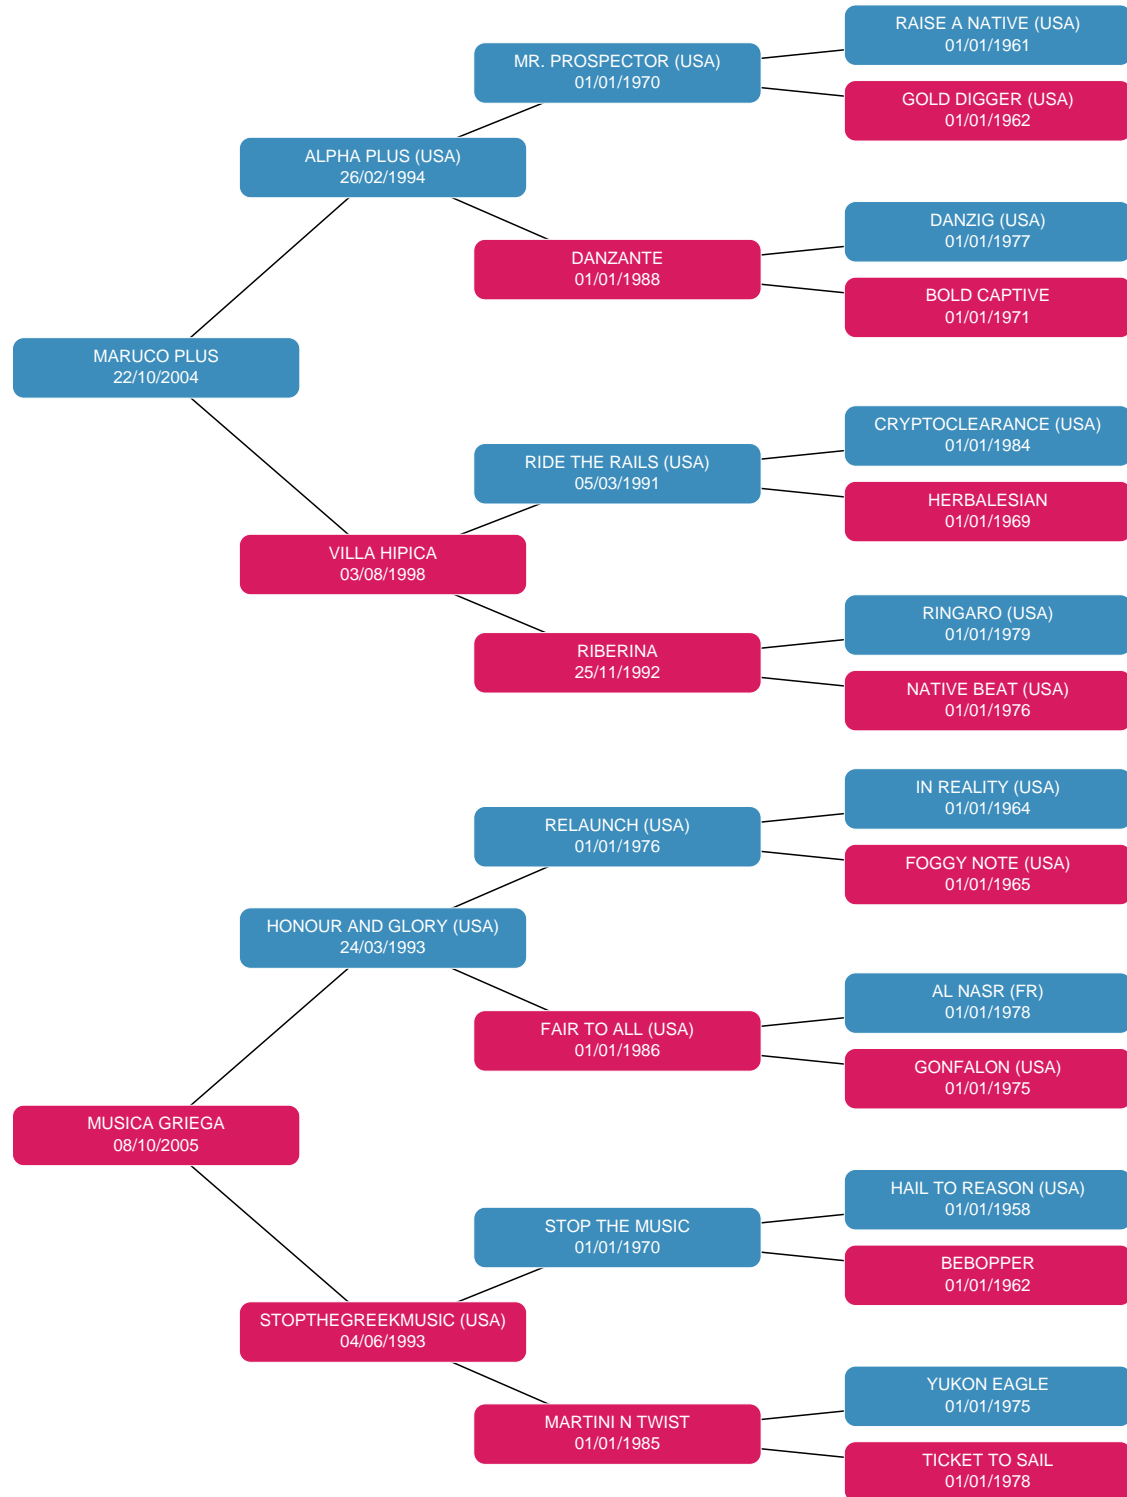 RAISE A NATIVE (USA)
01/01/1961
MR. PROSPECTOR (USA)
01/01/1970
GOLD DIGGER (USA)
01/01/1962
ALPHA PLUS (USA)
26/02/1994
DANZIG (USA)
01/01/1977
DANZANTE
01/01/1988
BOLD CAPTIVE
01/01/1971
MARUCO PLUS
22/10/2004
CRYPTOCLEARANCE (USA)
01/01/1984
RIDE THE RAILS (USA)
05/03/1991
HERBALESIAN
01/01/1969
VILLA HIPICA
03/08/1998
RINGARO (USA)
01/01/1979
RIBERINA
25/11/1992
NATIVE BEAT (USA)
01/01/1976
IN REALITY (USA)
01/01/1964
RELAUNCH (USA)
01/01/1976
FOGGY NOTE (USA)
01/01/1965
HONOUR AND GLORY (USA)
24/03/1993
AL NASR (FR)
01/01/1978
FAIR TO ALL (USA)
01/01/1986
GONFALON (USA)
01/01/1975
MUSICA GRIEGA
08/10/2005
HAIL TO REASON (USA)
01/01/1958
STOP THE MUSIC
01/01/1970
BEBOPPER
01/01/1962
STOPTHEGREEKMUSIC (USA)
04/06/1993
YUKON EAGLE
01/01/1975
MARTINI N TWIST
01/01/1985
TICKET TO SAIL
01/01/1978